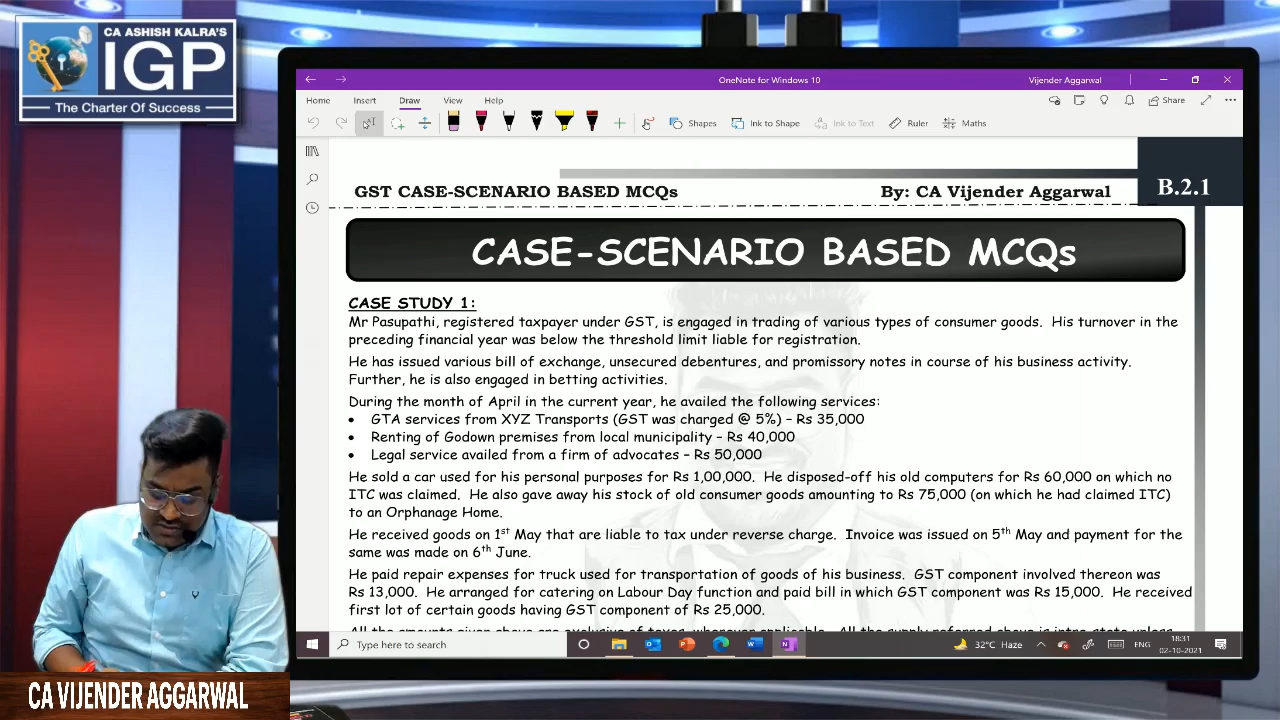 CA ASHISH KALRA'S
IGP
The Charter Of Success
OneNote for Windows 10
Vijender Aggarwal
Home
Insert
Draw
View
Help
Share
Shapes
Ink to Shape
Ink to Text
Ruler
Maths
GST CASE-SCENARIO BASED MCQs
By: CA Vijender Aggarwal
B.2.1
CASE-SCENARIO BASED MCQs
CASE STUDY 1:
Mr Pasupathi, registered taxpayer under GST, is engaged in trading of various types of consumer goods. His turnover in the
preceding financial year was below the threshold limit liable for registration.
He has issued various bill of exchange, unsecured debentures, and promissory notes in course of his business activity.
Further, he is also engaged in betting activities.
During the month of April in the current year, he availed the following services:
• GTA services from XYZ Transports (GST was charged @ 5%) – Rs 35,000
• Renting of Godown premises from local municipality – Rs 40,000
• Legal service availed from a firm of advocates – Rs 50,000
He sold a car used for his personal purposes for Rs 1,00,000. He disposed-off his old computers for Rs 60,000 on which no
ITC was claimed. He also gave away his stock of old consumer goods amounting to Rs 75,000 (on which he had claimed ITC)
to an Orphanage Home.
He received goods on 1st May that are liable to tax under reverse charge. Invoice was issued on 5th May and payment for the
same was made on 6th June.
He paid repair expenses for truck used for transportation of goods of his business. GST component involved thereon was
Rs 13,000. He arranged for catering on Labour Day function and paid bill in which GST component was Rs 15,000. He received
first lot of certain goods having GST component of Rs 25,000.
Type here to search
32°C Haze
ENG
18:31
02-10-2021
CA VIJENDER AGGARWAL